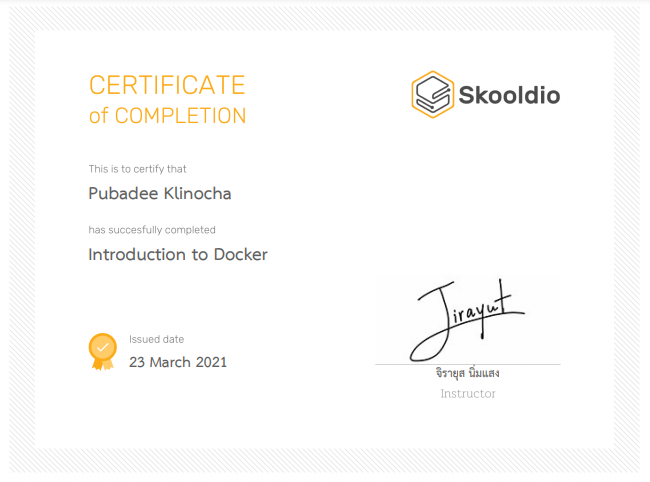 CERTIFICATE
of COMPLETION
Skooldio
This is to certify that
Pubadee Klinocha
has succesfully completed
Introduction to Docker
Issued date
23 March 2021
Jirayut
จิรายุส นิ่มแสง
Instructor